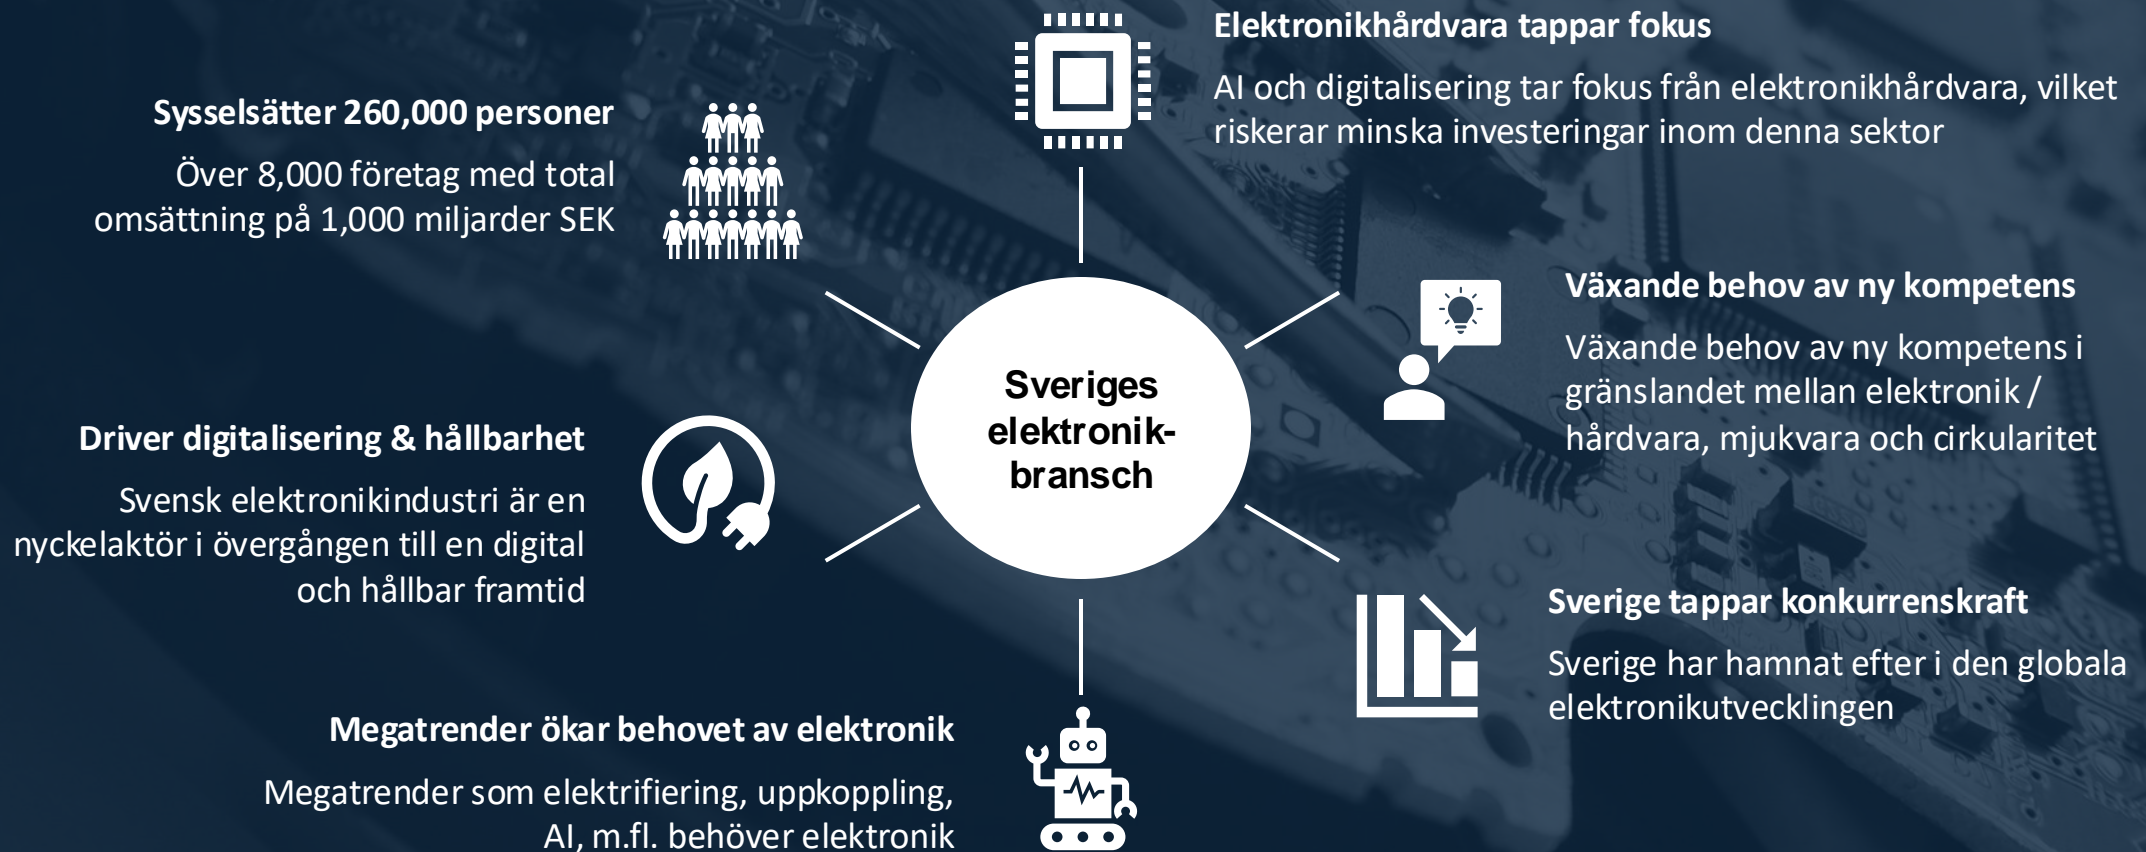 Elektronikhårdvara tappar fokus
AI och digitalisering tar fokus från elektronikhårdvara, vilket
riskerar minska investeringar inom denna sektor
Sysselsätter 260,000 personer
Över 8,000 företag med total
omsättning på 1,000 miljarder SEK
Växande behov av ny kompetens
Växande behov av ny kompetens i
gränslandet mellan elektronik /
hårdvara, mjukvara och cirkularitet
Sveriges
elektronik-
bransch
Driver digitalisering & hållbarhet
Svensk elektronikindustri är en
nyckelaktör i övergången till en digital
och hållbar framtid
Sverige tappar konkurrenskraft
Sverige har hamnat efter i den globala
elektronikutvecklingen
Megatrender ökar behovet av elektronik
Megatrender som elektrifiering, uppkoppling,
AI, m.fl. behöver elektronik